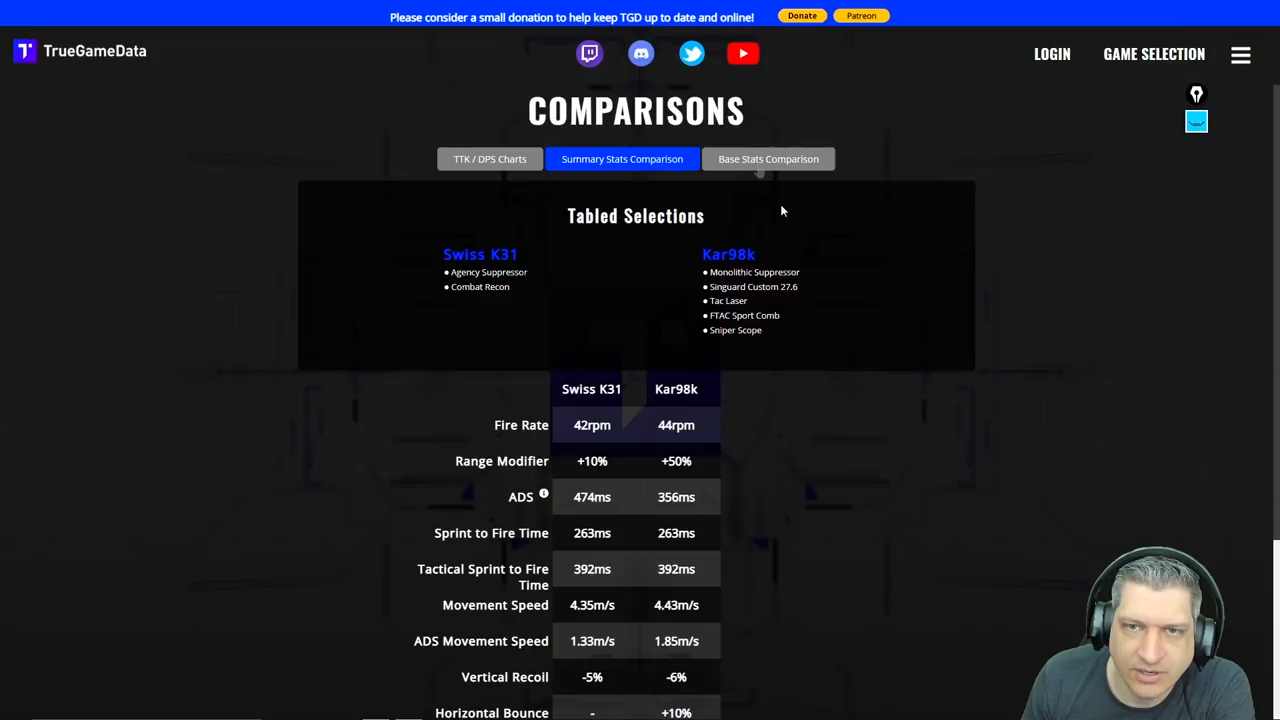 Please consider a small donation to help keep TGD up to date and online! Donate Patreon
TrueGameData LOGIN GAME SELECTION
COMPARISONS
TTK / DPS Charts Summary Stats Comparison Base Stats Comparison
Tabled Selections
Swiss K31 Kar98k
● Agency Suppressor ● Monolithic Suppressor
● Combat Recon ● Singuard Custom 27.6
● Tac Laser
● FTAC Sport Comb
● Sniper Scope
Swiss K31 Kar98k
Fire Rate 42rpm 44rpm
Range Modifier +10% +50%
ADS 474ms 356ms
Sprint to Fire Time 263ms 263ms
Tactical Sprint to Fire
Time 392ms 392ms
Movement Speed 4.35m/s 4.43m/s
ADS Movement Speed 1.33m/s 1.85m/s
Vertical Recoil -5% -6%
Horizontal Bounce - +10%